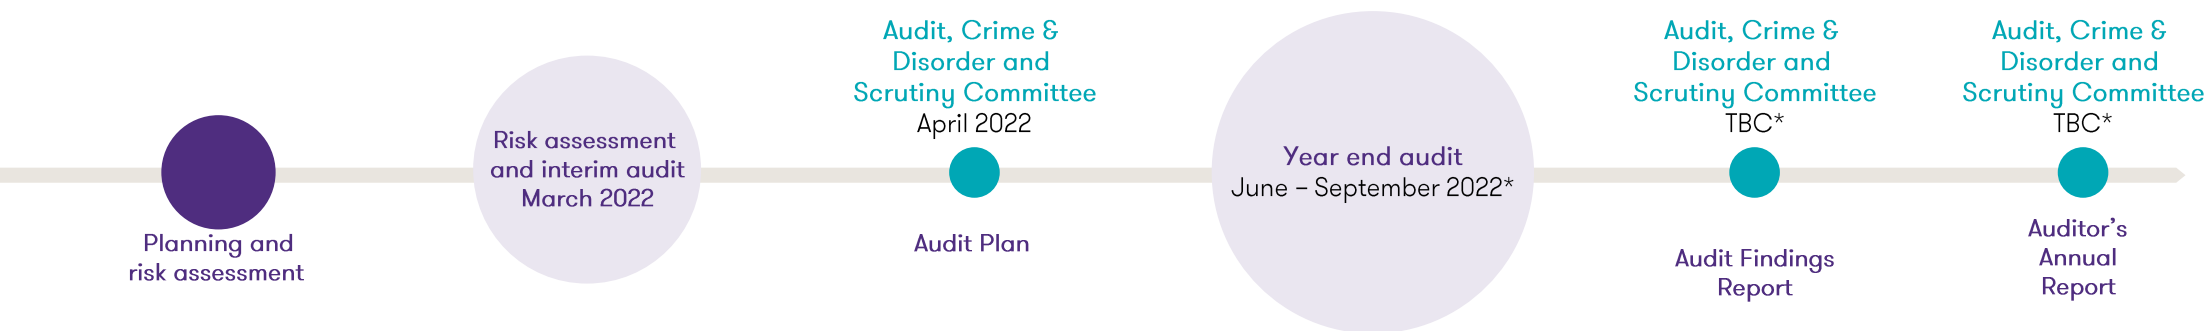 Planning and
risk assessment
Risk assessment
and interim audit
March 2022
Audit, Crime &
Disorder and
Scrutiny Committee
April 2022
Audit Plan
Year end audit
June – September 2022*
Audit, Crime &
Disorder and
Scrutiny Committee
TBC*
Audit Findings
Report
Audit, Crime &
Disorder and
Scrutiny Committee
TBC*
Auditor’s
Annual
Report